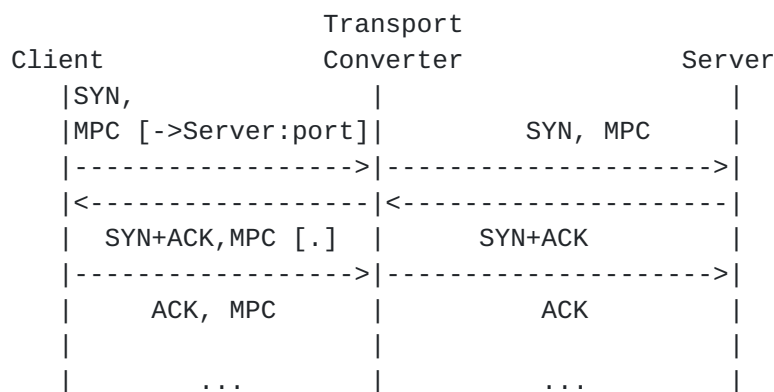 Transport
Client              Converter              Server
   |SYN,               |                      |
   |MPC [->Server:port]|         SYN, MPC     |
   |------------------>|--------------------->|
   |<------------------|<---------------------|
   |  SYN+ACK,MPC [.]  |      SYN+ACK         |
   |------------------>|--------------------->|
   |     ACK, MPC      |          ACK         |
   |                   |                      |
   |        ...        |          ...         |